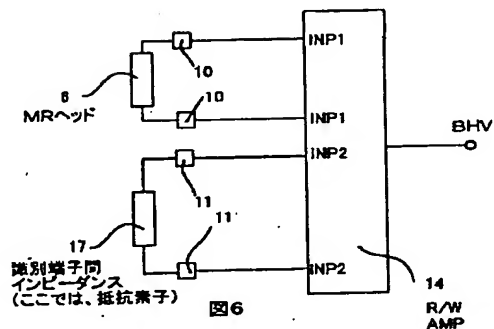 INP1
10
6
MRヘッド
10
INP1
BHV
INP2
11
17
11
識別端子間
インピーダンス
(ここでは、抵抗素子)
INP2
14
図6
R/W
AMP